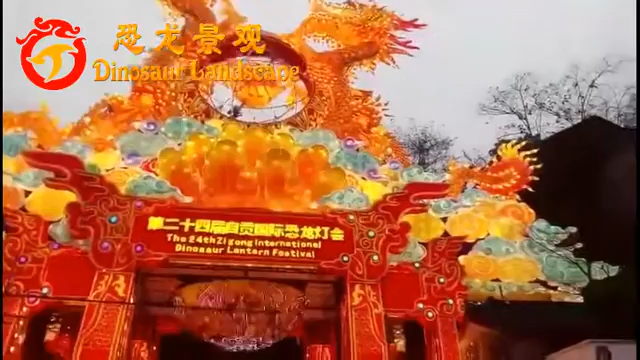 恐龙景观
Dinosaur Landscape
第二十四届自贡国际恐龙灯会
The 24th Zigong International
Dinosaur Lantern Festival